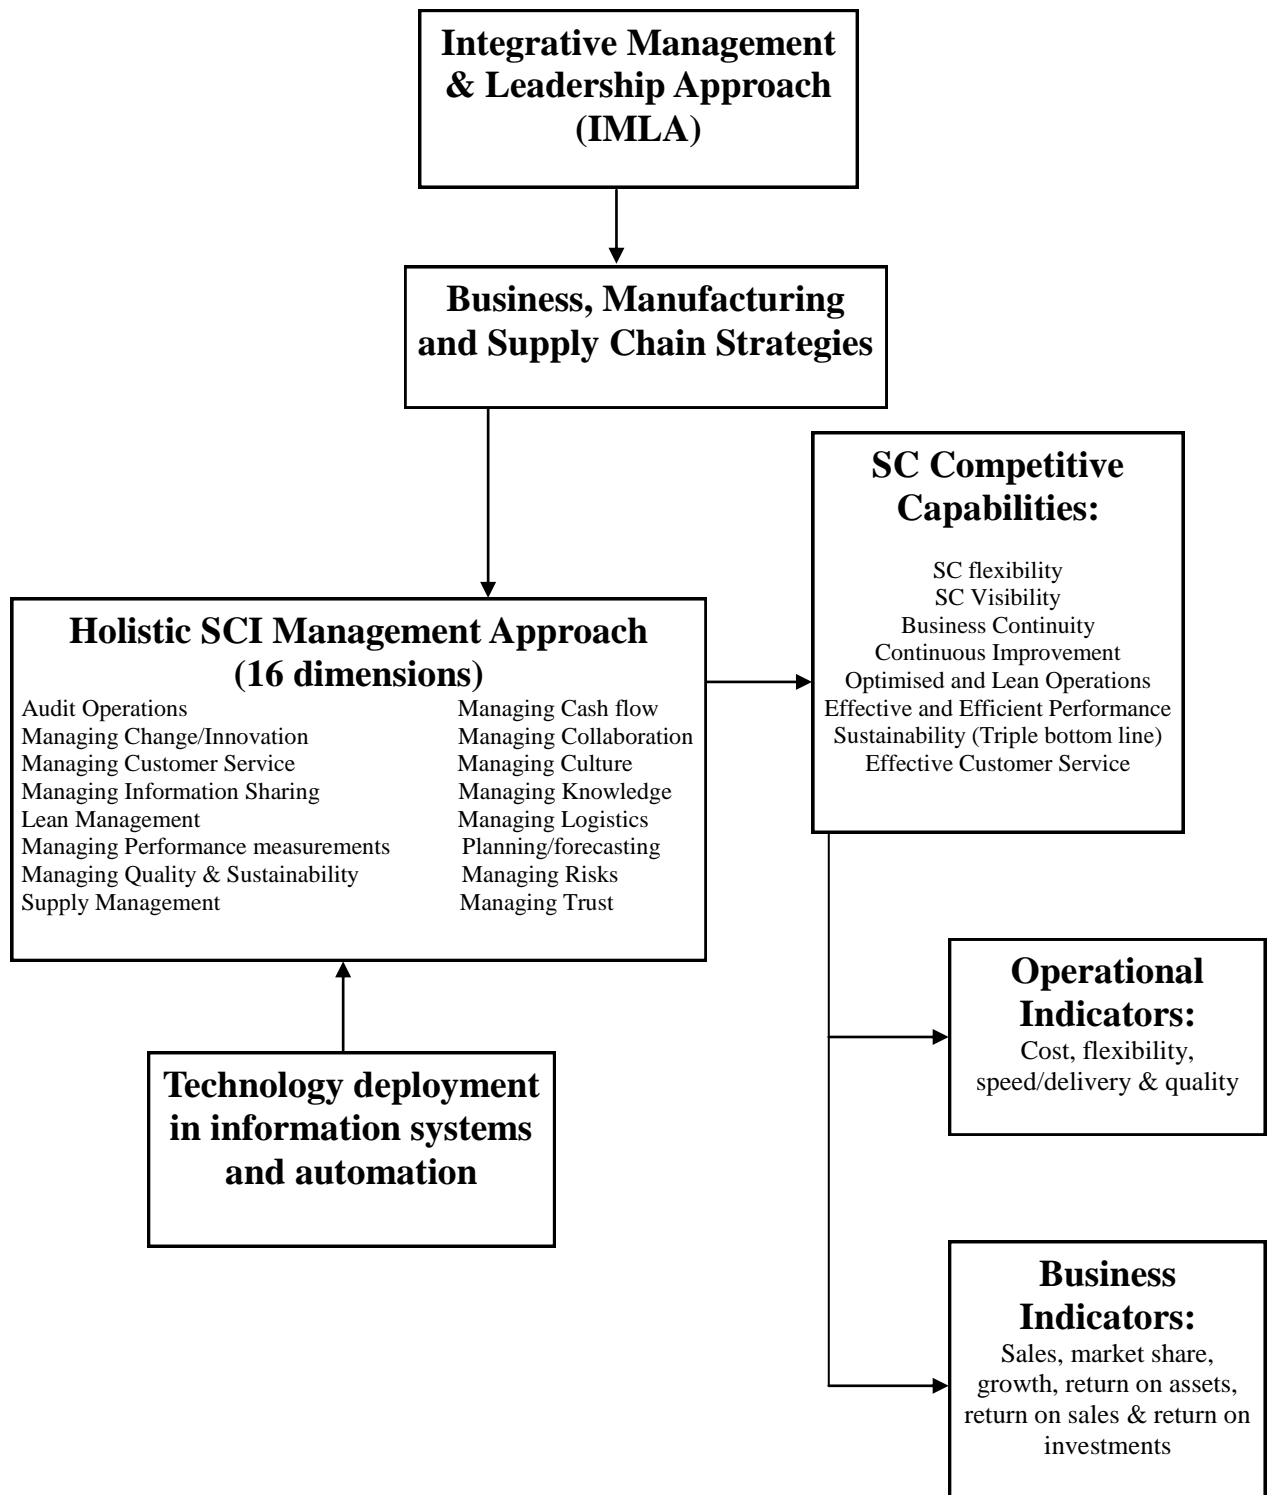 Integrative Management
& Leadership Approach
(IMLA)
Business, Manufacturing
and Supply Chain Strategies
SC Competitive
Capabilities:
SC flexibility
SC Visibility
Business Continuity
Continuous Improvement
Optimised and Lean Operations
Effective and Efficient Performance
Sustainability (Triple bottom line)
Effective Customer Service
Holistic SCI Management Approach
(16 dimensions)
Audit Operations Managing Cash flow
Managing Change/Innovation Managing Collaboration
Managing Customer Service Managing Culture
Managing Information Sharing Managing Knowledge
Lean Management Managing Logistics
Managing Performance measurements Planning/forecasting
Managing Quality & Sustainability Managing Risks
Supply Management Managing Trust
Technology deployment
in information systems
and automation
Operational
Indicators:
Cost, flexibility,
speed/delivery & quality
Business
Indicators:
Sales, market share,
growth, return on assets,
return on sales & return on
investments